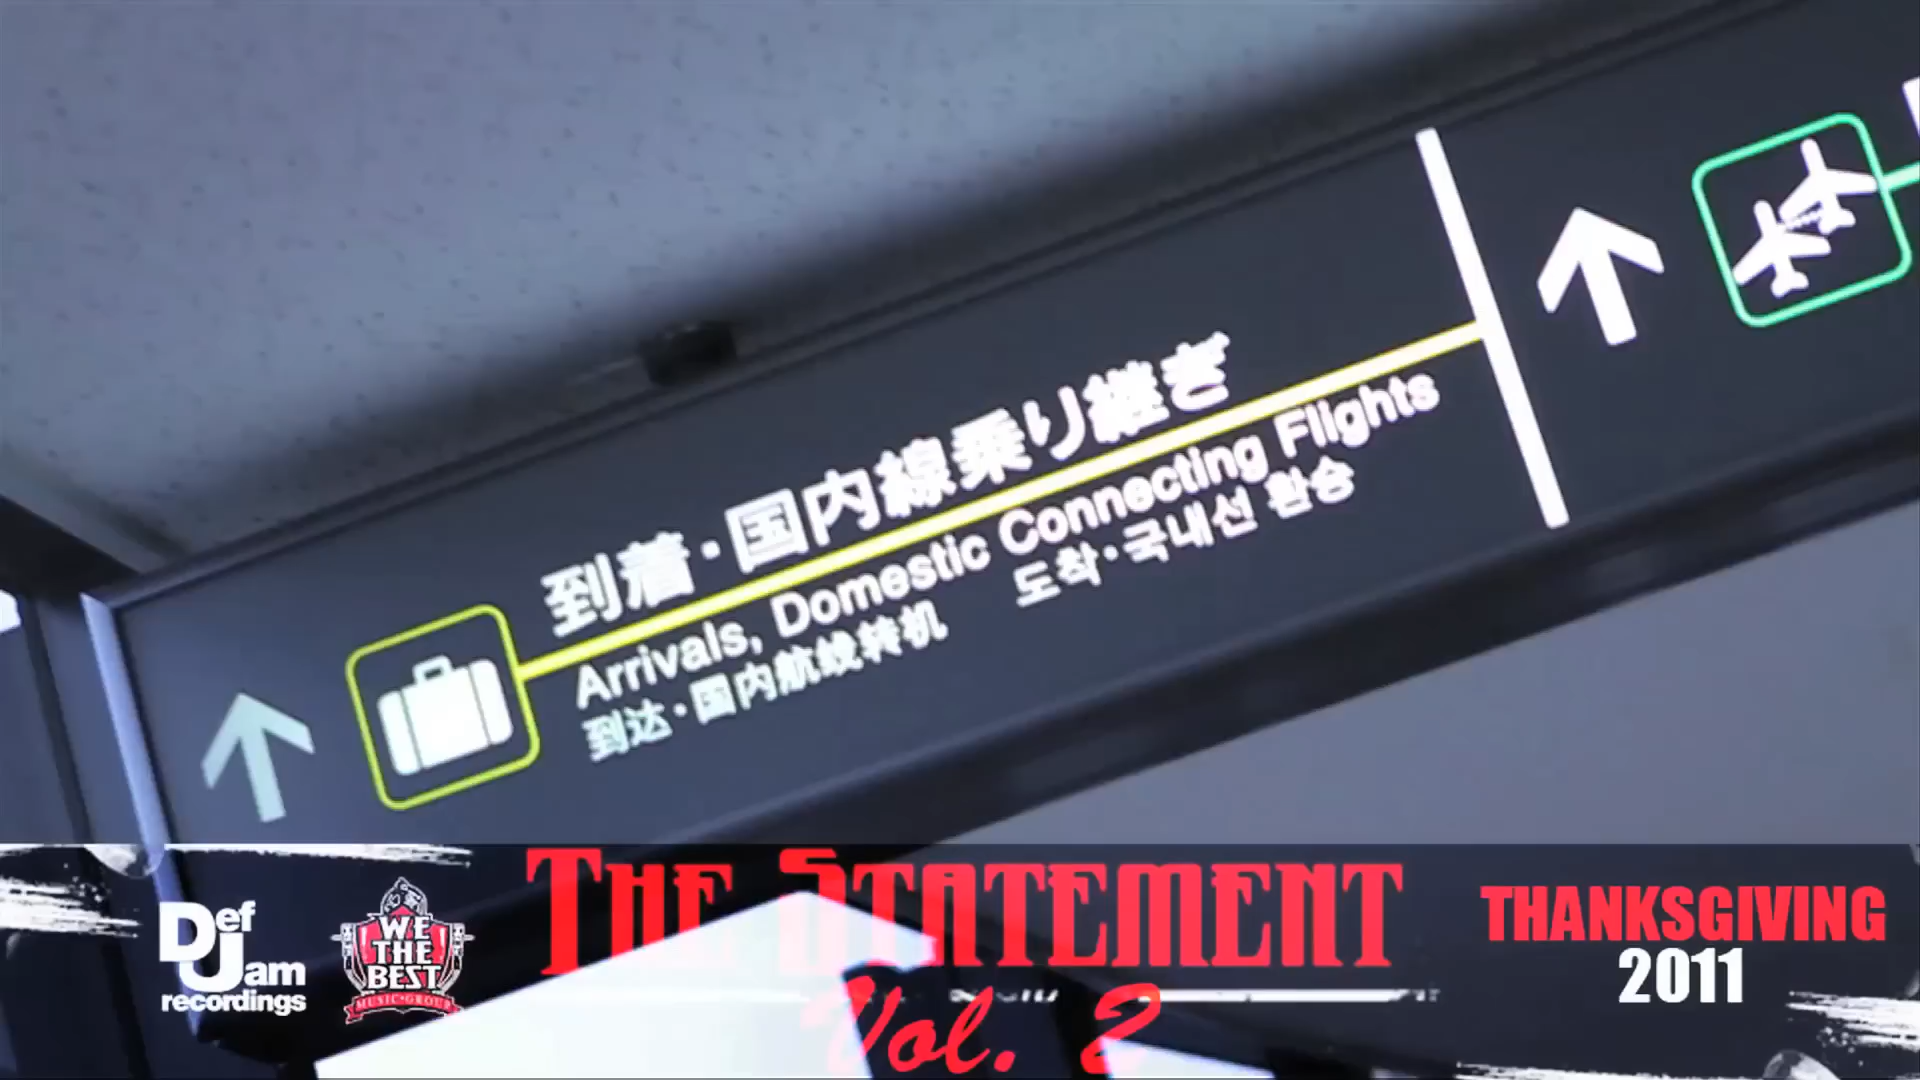 到着・国内線乗り継ぎ
Arrivals, Domestic Connecting Flights
到达・国内航线转机 도착・국내선 환승
Def
Jam
recordings
WE
THE
BEST
MUSIC GROUP
THE STATEMENT
Vol. 2
THANKSGIVING
2011